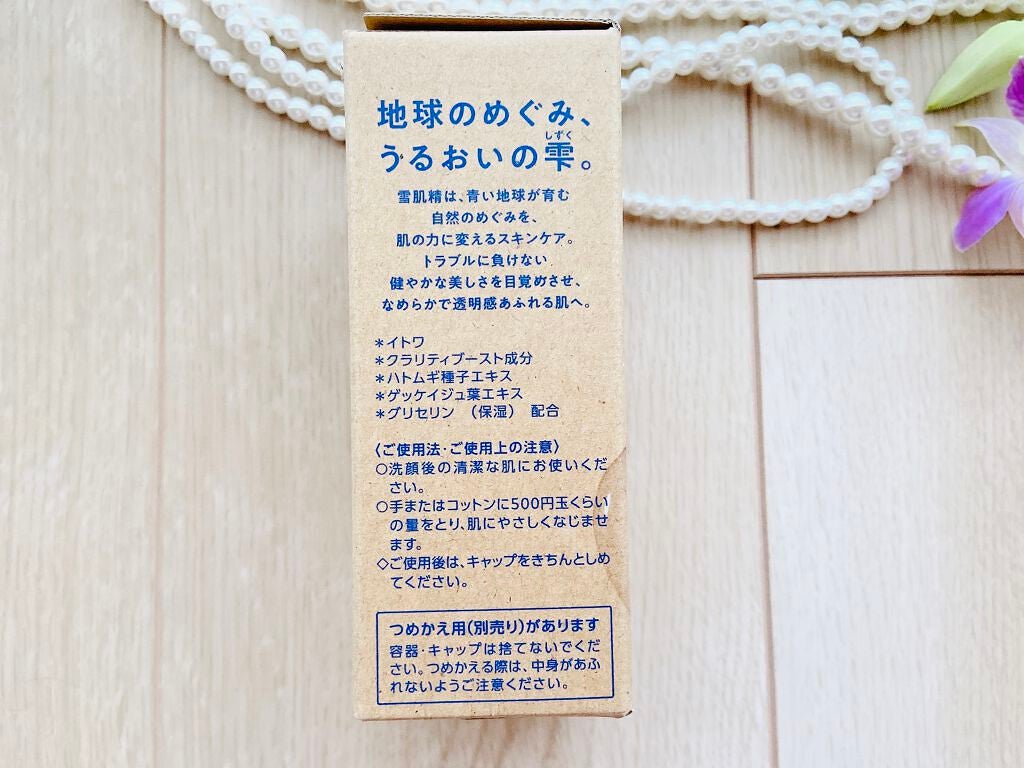 地球のめぐみ、
しずく
うるおいの雫。
雪肌精は、青い地球が育む
自然のめぐみを、
肌の力に変えるスキンケア。
トラブルに負けない
健やかな美しさを目覚めさせ、
なめらかで透明感あふれる肌へ。
＊イトワ
＊クラリティブースト成分
＊ハトムギ種子エキス
＊ゲッケイジュ葉エキス
＊グリセリン （保湿） 配合
〈ご使用法・ご使用上の注意〉
○洗顔後の清潔な肌にお使いくだ
さい。
○手またはコットンに500円玉くらい
の量をとり、肌にやさしくなじませ
ます。
◇ご使用後は、キャップをきちんとしめ
てください。
つめかえ用(別売り)があります
容器・キャップは捨てないでくだ
さい。つめかえる際は、中身があふ
れないようご注意ください。